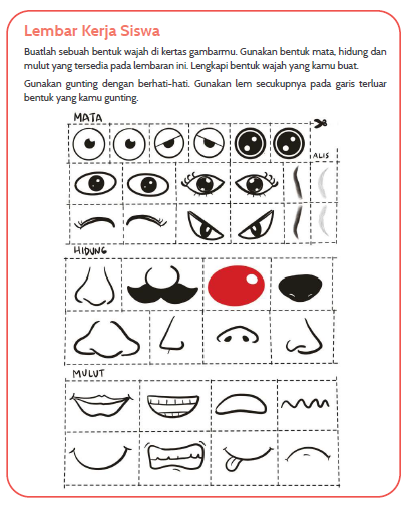 Lembar Kerja Siswa
Buatlah sebuah bentuk wajah di kertas gambarmu. Gunakan bentuk mata, hidung dan
mulut yang tersedia pada lembaran ini. Lengkapi bentuk wajah yang kamu buat.
Gunakan gunting dengan berhati-hati. Gunakan lem secukupnya pada garis terluar
bentuk yang kamu gunting.
MATA
ALIS
HIDUNG
MULUT